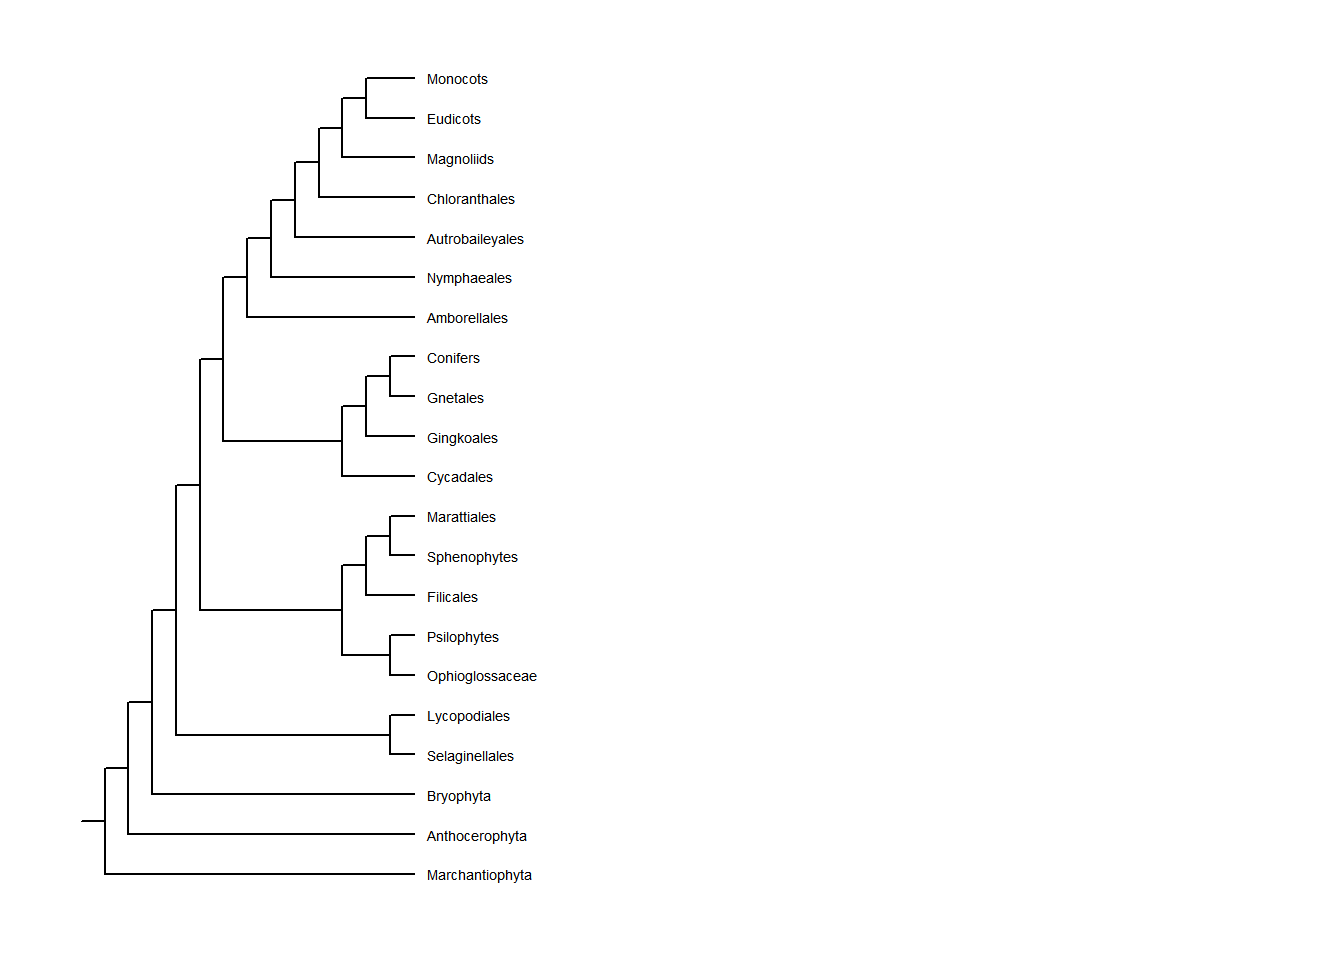 Monocots
Eudicots
Magnoliids
Chloranthales
Autrobaileyales
Nymphaeales
Amborellales
Conifers
Gnetales
Gingkoales
Cycadales
Marattiales
Sphenophytes
Filicales
Psilophytes
Ophioglossaceae
Lycopodiales
Selaginellales
Bryophyta
Anthocerophyta
Marchantiophyta